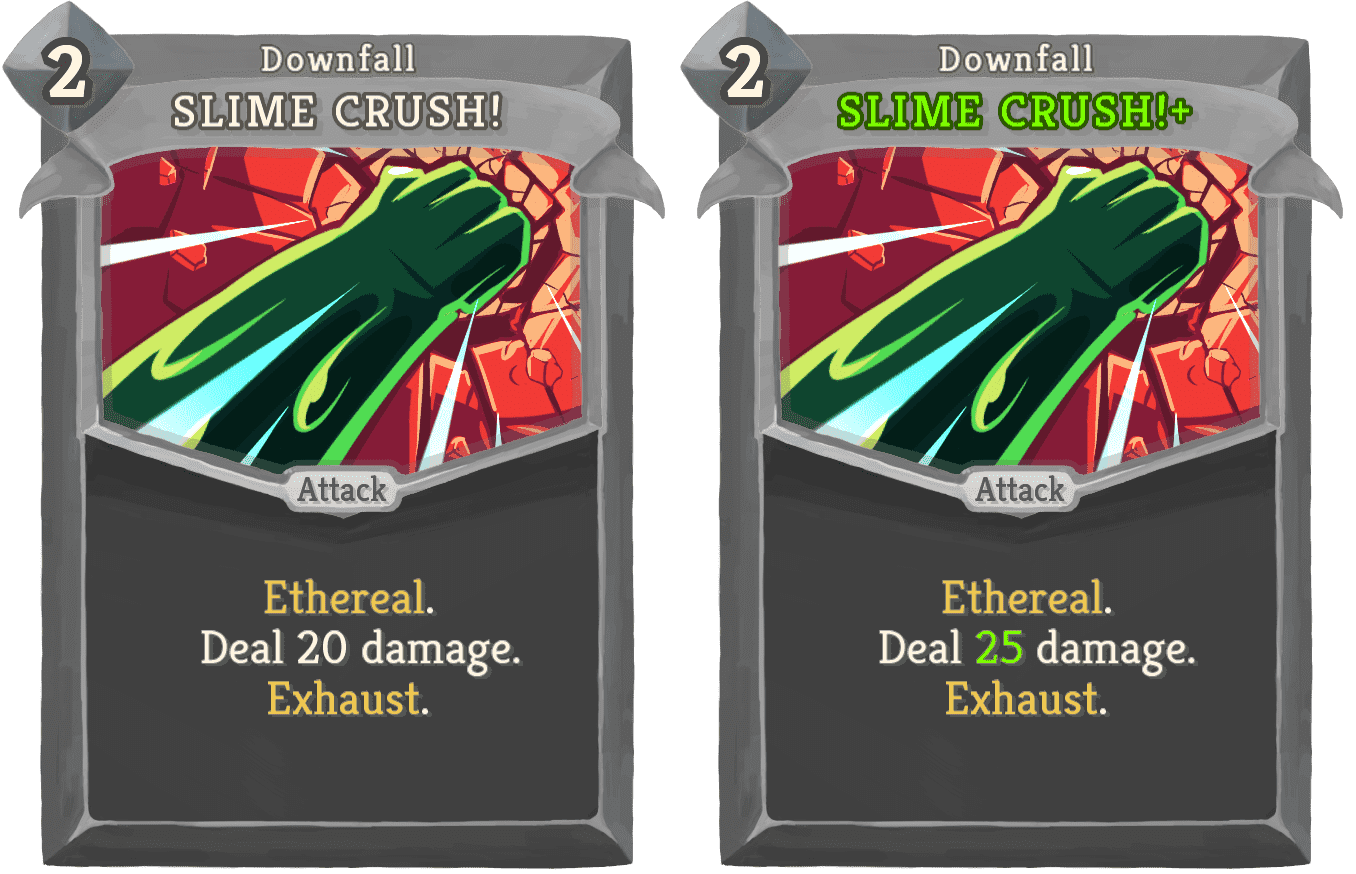 2
Downfall
SLIME CRUSH!
Attack
Ethereal.
Deal 20 damage.
Exhaust.
2
Downfall
SLIME CRUSH!+
Attack
Ethereal.
Deal 25 damage.
Exhaust.